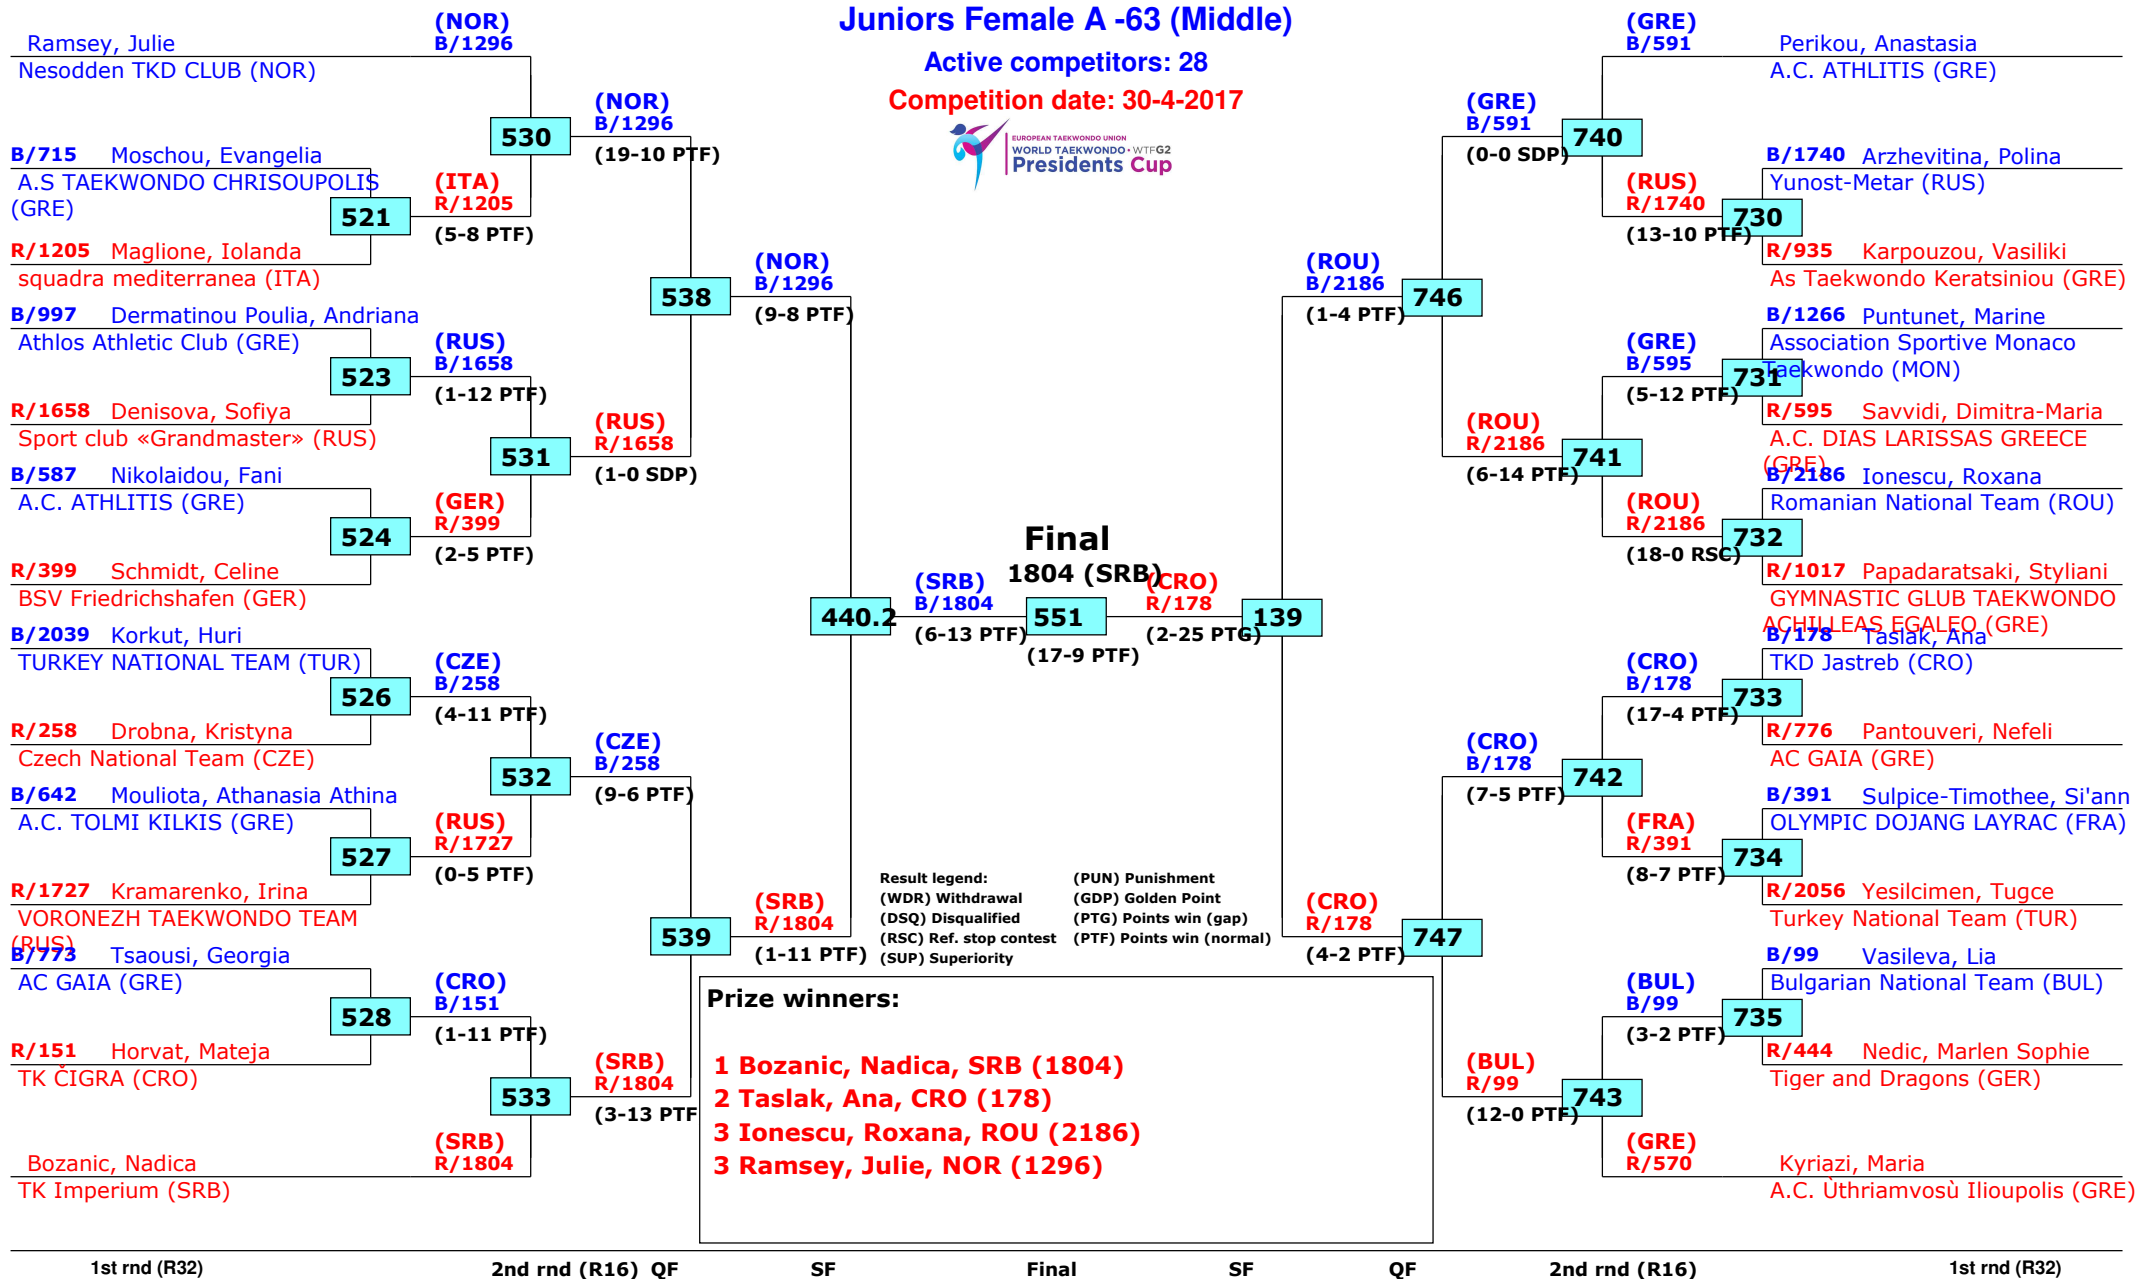 Juniors Female A -63 (Middle)
Active competitors: 28
Competition date: 30-4-2017
EUROPEAN TAEKWONDO UNION
WORLD TAEKWONDO • WTFG2
Presidents Cup
Ramsey, Julie
Nesodden TKD CLUB (NOR)
B/715 Moschou, Evangelia
A.S TAEKWONDO CHRISOUPOLIS
(GRE)
R/1205 Maglione, Iolanda
squadra mediterranea (ITA)
B/997 Dermatinou Poulia, Andriana
Athlos Athletic Club (GRE)
R/1658 Denisova, Sofiya
Sport club «Grandmaster» (RUS)
B/587 Nikolaidou, Fani
A.C. ATHLITIS (GRE)
R/399 Schmidt, Celine
BSV Friedrichshafen (GER)
B/2039 Korkut, Huri
TURKEY NATIONAL TEAM (TUR)
R/258 Drobna, Kristyna
Czech National Team (CZE)
B/642 Mouliota, Athanasia Athina
A.C. TOLMI KILKIS (GRE)
R/1727 Kramarenko, Irina
VORONEZH TAEKWONDO TEAM
(RUS)
B/773 Tsaousi, Georgia
AC GAIA (GRE)
R/151 Horvat, Mateja
TK ČIGRA (CRO)
Bozanic, Nadica
TK Imperium (SRB)
521
523
524
526
527
528
(NOR)
B/1296
(ITA)
R/1205
(5-8 PTF)
(RUS)
B/1658
(1-12 PTF)
(GER)
R/399
(2-5 PTF)
(CZE)
B/258
(4-11 PTF)
(RUS)
R/1727
(0-5 PTF)
(CRO)
B/151
(1-11 PTF)
(SRB)
R/1804
530
531
532
533
(NOR)
B/1296
(19-10 PTF)
(RUS)
R/1658
(1-0 SDP)
(CZE)
B/258
(9-6 PTF)
(SRB)
R/1804
(3-13 PTF
538
539
(NOR)
B/1296
(9-8 PTF)
(SRB)
R/1804
(1-11 PTF)
440.2
(SRB)
B/1804
(6-13 PTF)
Final
1804 (SRB)
551
(17-9 PTF)
(CRO)
R/178
(2-25 PTG)
139
(ROU)
B/2186
(1-4 PTF)
(CRO)
R/178
(4-2 PTF)
746
747
(GRE)
B/591
(0-0 SDP)
(ROU)
R/2186
(6-14 PTF)
(CRO)
B/178
(7-5 PTF)
(BUL)
R/99
(12-0 PTF)
740
741
742
743
(GRE)
B/591
(RUS)
R/1740
(13-10 PTF)
(GRE)
B/595
(5-12 PTF)
(ROU)
R/2186
(18-0 RSC)
(CRO)
B/178
(17-4 PTF)
(FRA)
R/391
(8-7 PTF)
(BUL)
B/99
(3-2 PTF)
(GRE)
R/570
730
731
732
733
734
735
Perikou, Anastasia
A.C. ATHLITIS (GRE)
B/1740 Arzhevitina, Polina
Yunost-Metar (RUS)
R/935 Karpouzou, Vasiliki
As Taekwondo Keratsiniou (GRE)
B/1266 Puntunet, Marine
Association Sportive Monaco
Taekwondo (MON)
R/595 Savvidi, Dimitra-Maria
A.C. DIAS LARISSAS GREECE
(GRE)
B/2186 Ionescu, Roxana
Romanian National Team (ROU)
R/1017 Papadaratsaki, Styliani
GYMNASTIC GLUB TAEKWONDO
ACHILLEAS EGALEO (GRE)
B/178 Taslak, Ana
TKD Jastreb (CRO)
R/776 Pantouveri, Nefeli
AC GAIA (GRE)
B/391 Sulpice-Timothee, Si'ann
OLYMPIC DOJANG LAYRAC (FRA)
R/2056 Yesilcimen, Tugce
Turkey National Team (TUR)
B/99 Vasileva, Lia
Bulgarian National Team (BUL)
R/444 Nedic, Marlen Sophie
Tiger and Dragons (GER)
Kyriazi, Maria
A.C. Ùthriamvosù Ilioupolis (GRE)
Result legend:
(WDR) Withdrawal
(DSQ) Disqualified
(RSC) Ref. stop contest
(SUP) Superiority
(PUN) Punishment
(GDP) Golden Point
(PTG) Points win (gap)
(PTF) Points win (normal)
Prize winners:
1 Bozanic, Nadica, SRB (1804)
2 Taslak, Ana, CRO (178)
3 Ionescu, Roxana, ROU (2186)
3 Ramsey, Julie, NOR (1296)
1st rnd (R32) 2nd rnd (R16) QF SF Final SF QF 2nd rnd (R16) 1st rnd (R32)